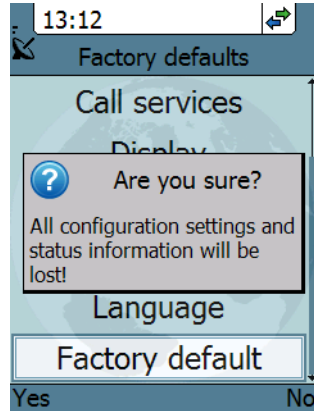 13:12
Factory defaults
Call services
Display
Are you sure?
All configuration settings and
status information will be
lost!
Language
Factory default
Yes No